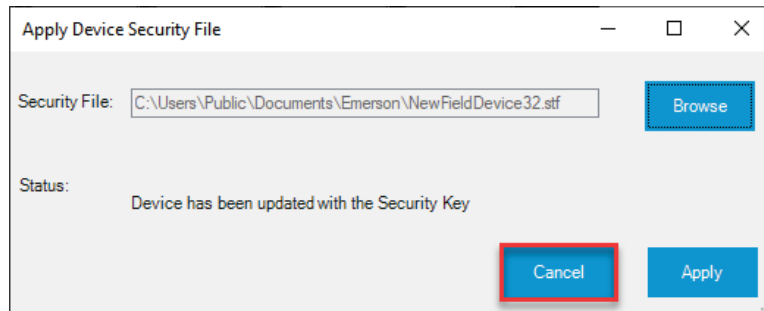 Apply Device Security File
Security File: C:\Users\Public\Documents\Emerson\NewFieldDevice32.stf Browse
Status:
Device has been updated with the Security Key
Cancel Apply